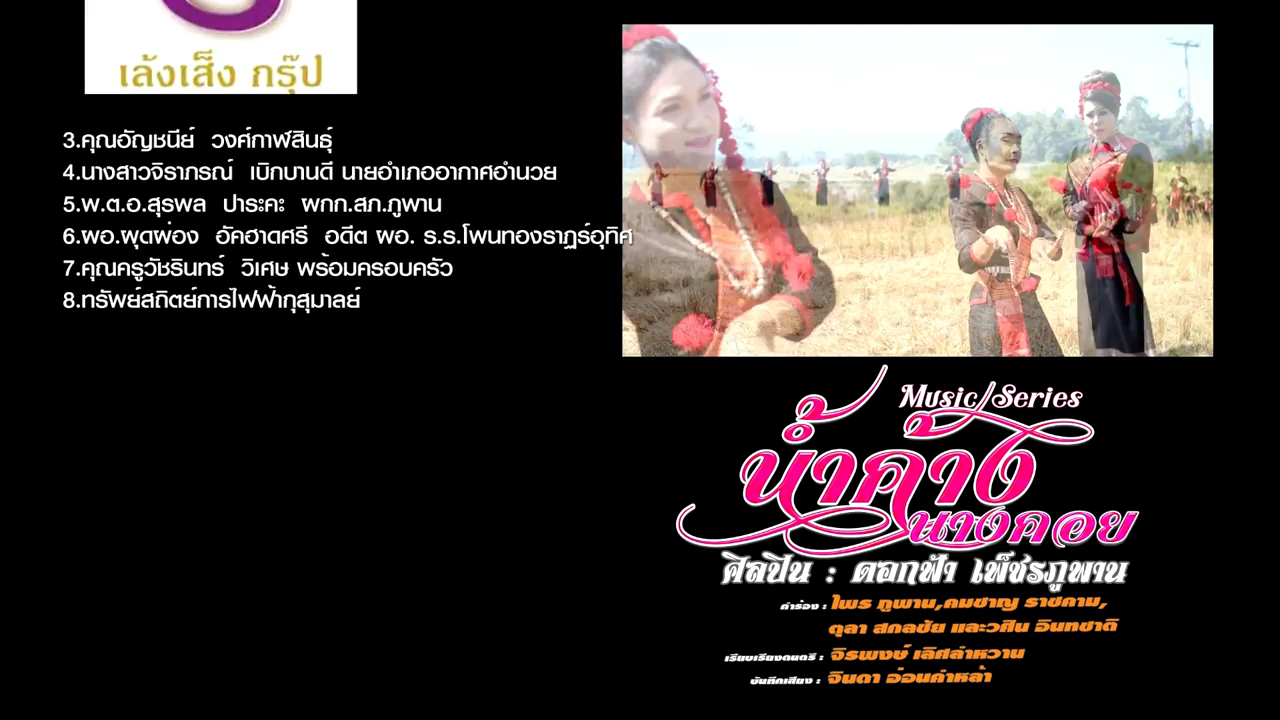 เล้งเส็ง กรุ๊ป
3.คุณอัญชนีย์ วงศ์กาฬสินธุ์
4.นางสาวจิราภรณ์ เบิกบานดี นายอำเภออากาศอำนวย
5.พ.ต.อ.สุรพล ปาระคะ ผกก.สภ.ภูพาน
6.ผอ.ผุดผ่อง อัคฮาดศรี อดีต ผอ. ร.ร.โพนทองราฎร์อุทิศ
7.คุณครูวัชรินทร์ วิเศษ พร้อมครอบครัว
8.ทรัพย์สถิตย์การไฟฟ้ากุสุมาลย์
Music Series
น้ำค้าง
นางคอย
ศิลปิน : ดอกฟ้า เพ็ชรภูพาน
คำร้อง : ไพร ภูพาน,คมชาญ ราชคาม,
ตุลา สกลชัย และวศิน อินทชาติ
เรียบเรียงดนตรี : จิรพงษ์ เลิศลำหวาน
บันทึกเสียง : จินดา อ่อนคำหล้า